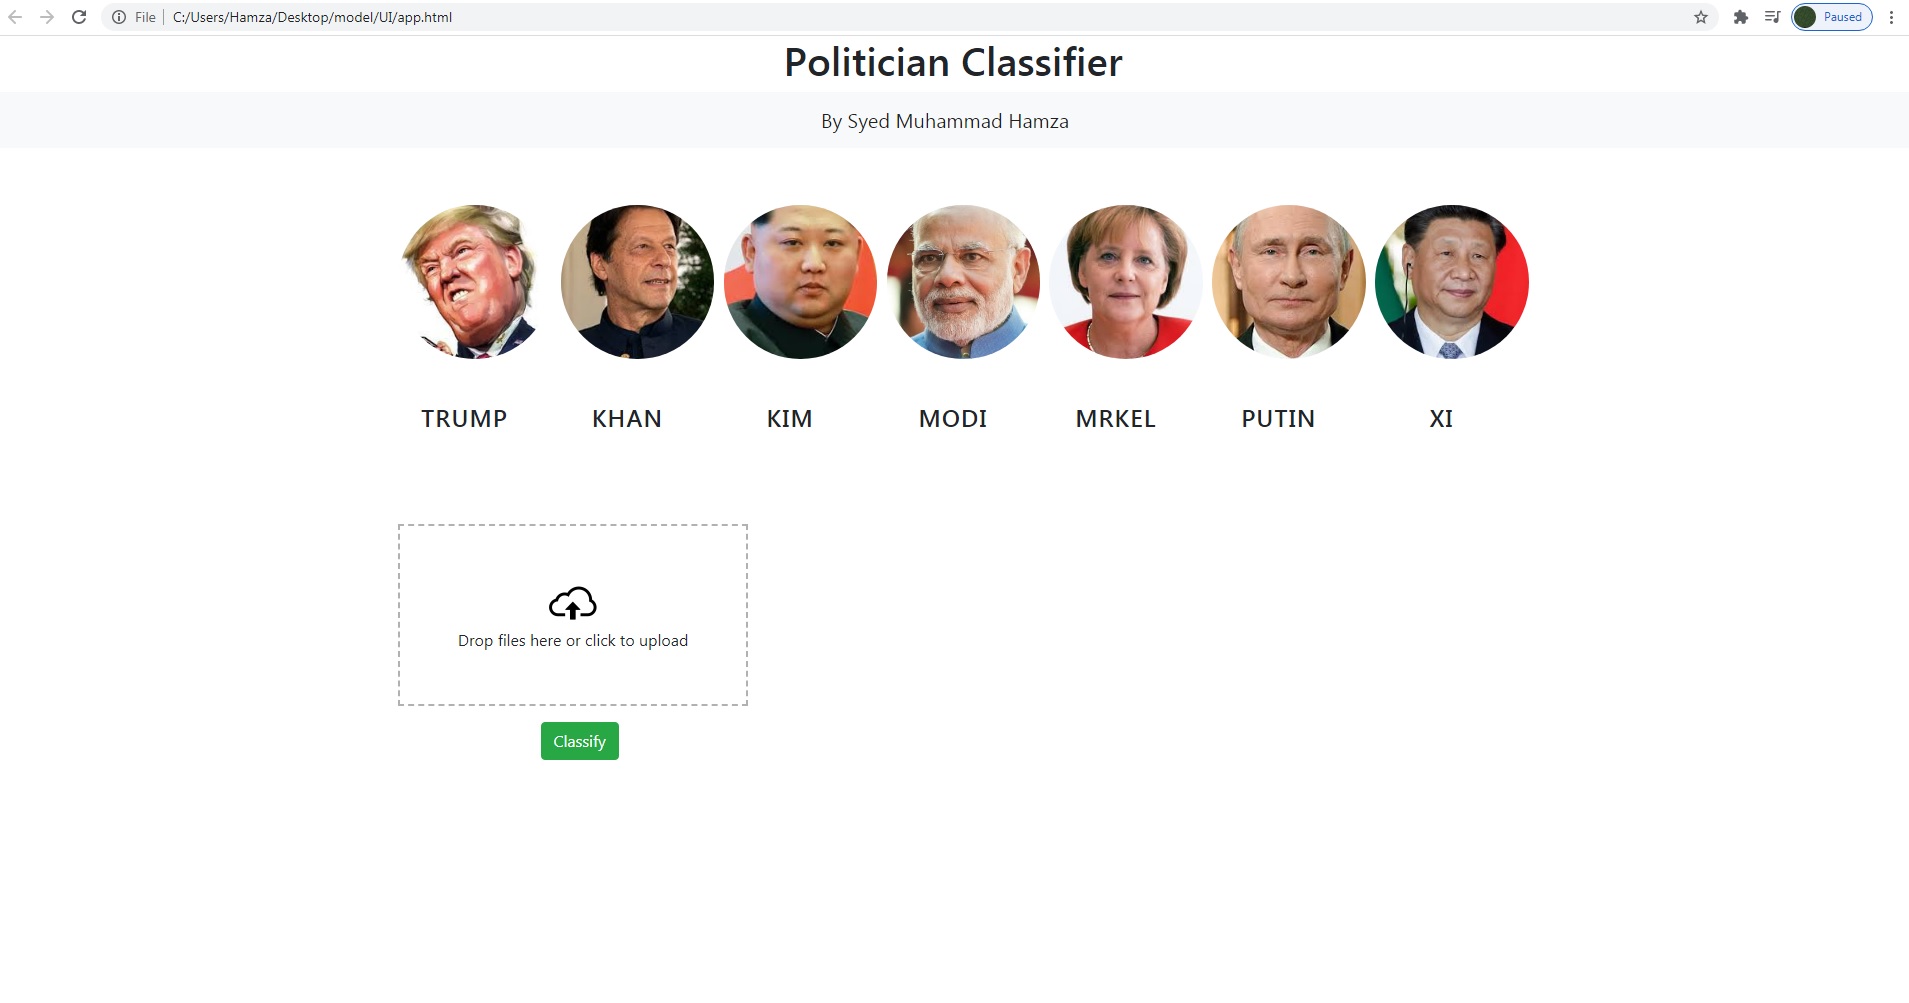 File C:/Users/Hamza/Desktop/model/UI/app.html Paused
Politician Classifier
By Syed Muhammad Hamza
TRUMP KHAN KIM MODI MRKEL PUTIN XI
Drop files here or click to upload
Classify